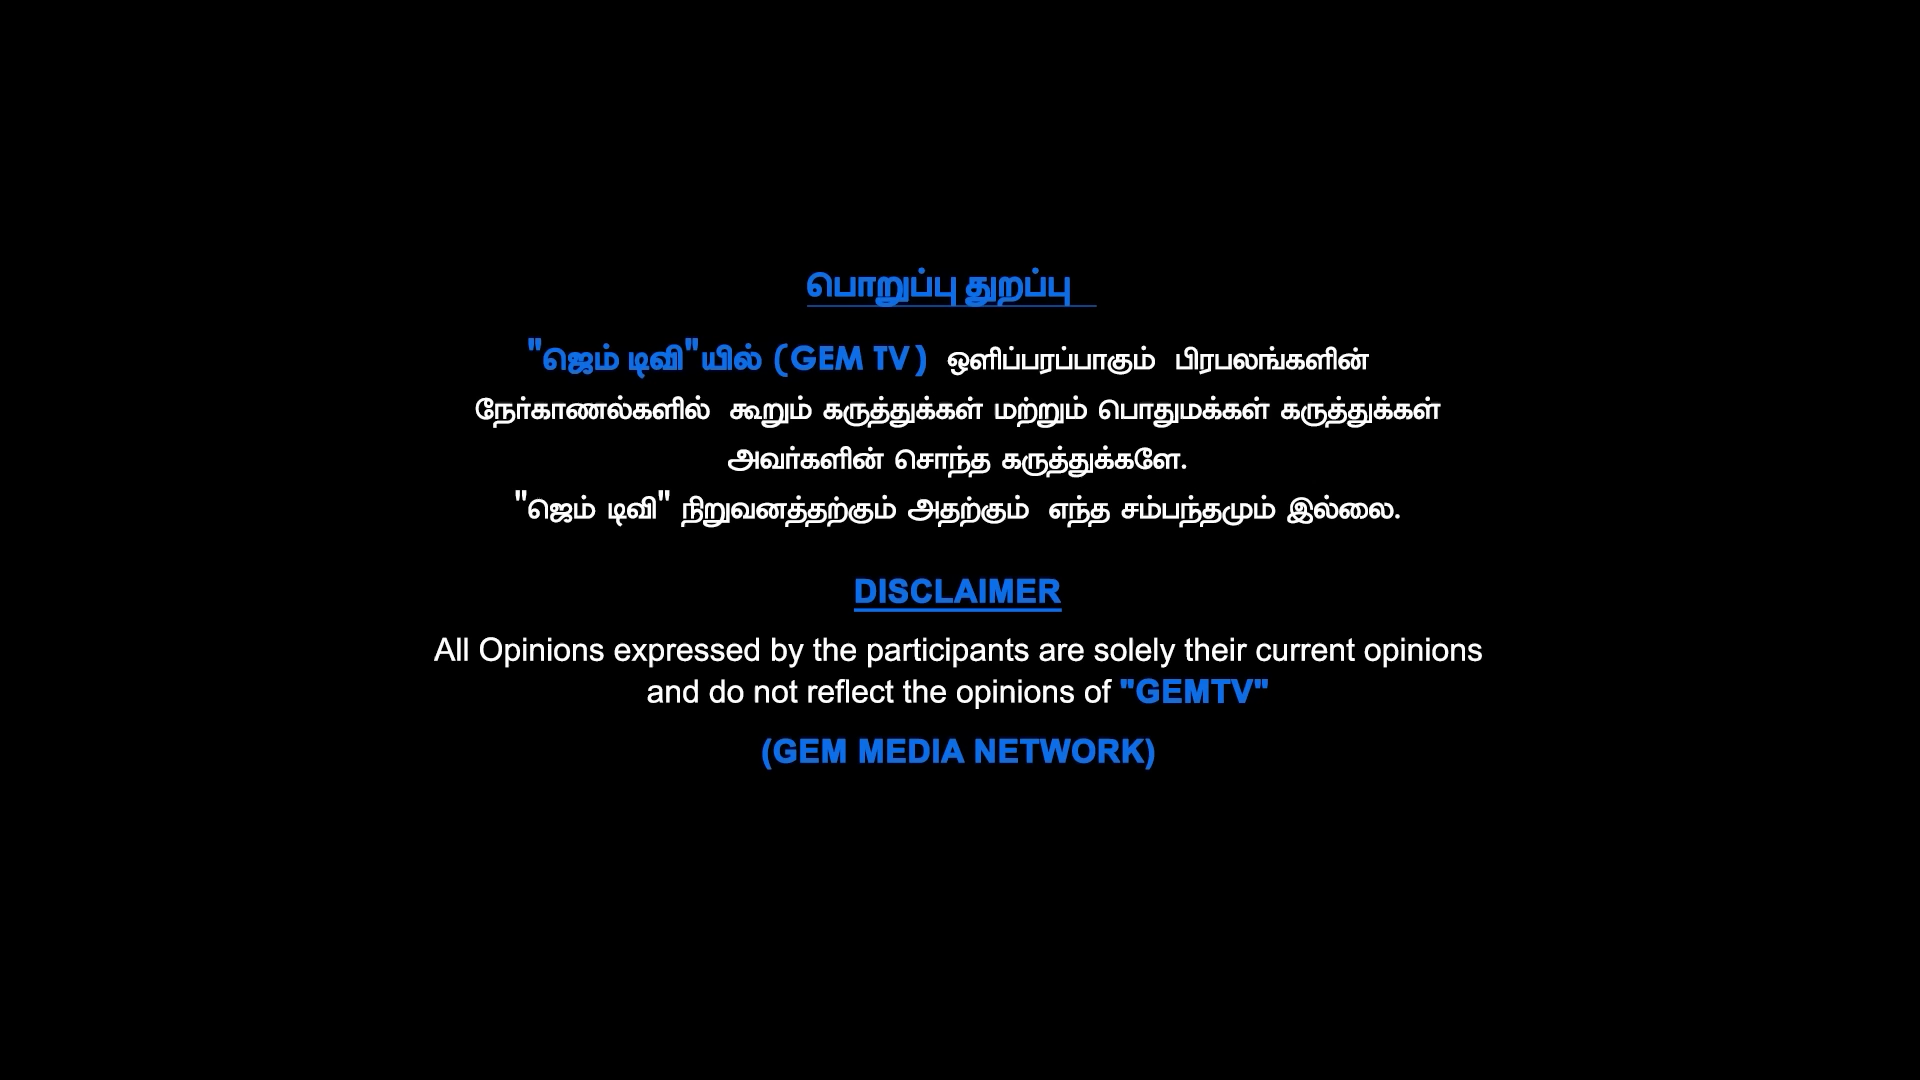 பொறுப்பு துறப்பு
"ஜெம் டிவி"யில் (GEM TV) ஒளிப்பரப்பாகும் பிரபலங்களின்
நேர்காணல்களில் கூறும் கருத்துக்கள் மற்றும் பொதுமக்கள் கருத்துக்கள்
அவர்களின் சொந்த கருத்துக்களே.
"ஜெம் டிவி" நிறுவனத்தற்கும் அதற்கும் எந்த சம்பந்தமும் இல்லை.
DISCLAIMER
All Opinions expressed by the participants are solely their current opinions
and do not reflect the opinions of "GEMTV"
(GEM MEDIA NETWORK)